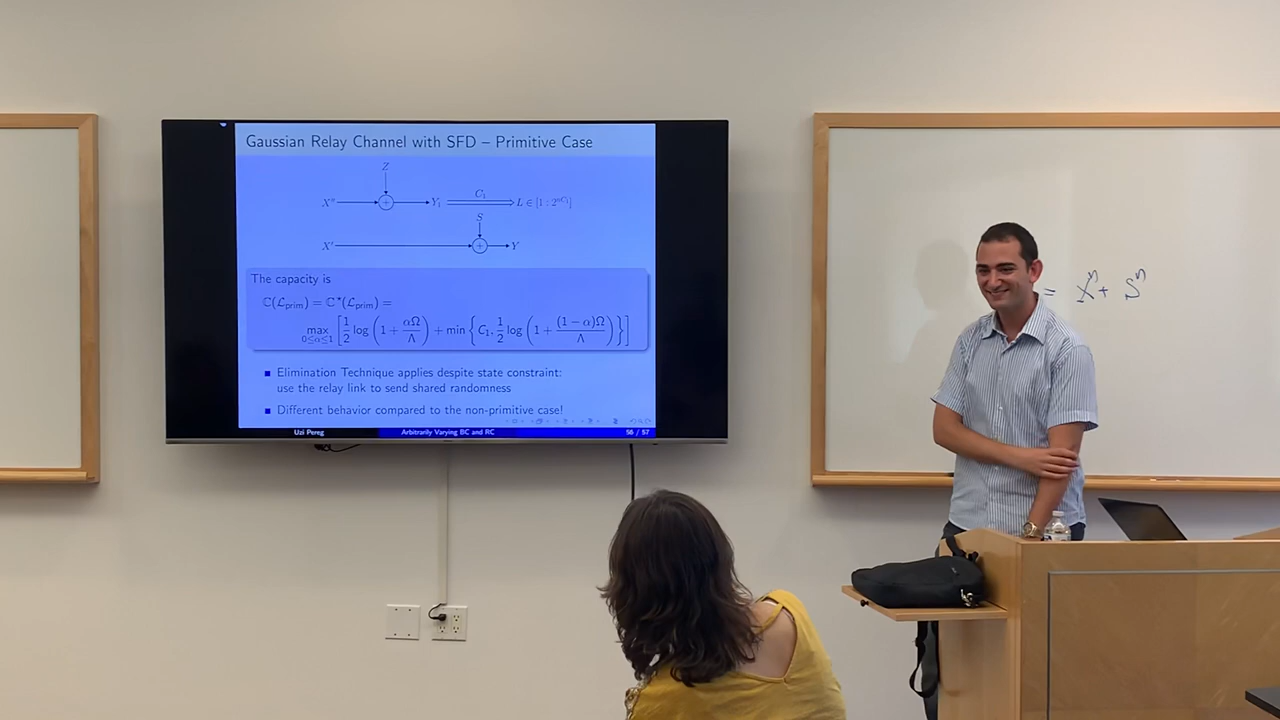 Gaussian Relay Channel with SFD – Primitive Case
Z
X″ + Y₁ C₁ L ∈ [1 : 2^{nC₁}]
S
X′ + Y
The capacity is
ℂ(ℒ_prim) = ℂ*(ℒ_prim) =
max_{0≤α≤1} [ 1/2 log ( 1 + αΩ/Λ ) + min { C₁, 1/2 log ( 1 + (1 − α)Ω/Λ ) } ]
Elimination Technique applies despite state constraint:
use the relay link to send shared randomness
Different behavior compared to the non-primitive case!
Uzi Pereg Arbitrarily Varying BC and RC 56 / 57
= Xⁿ + Sⁿ